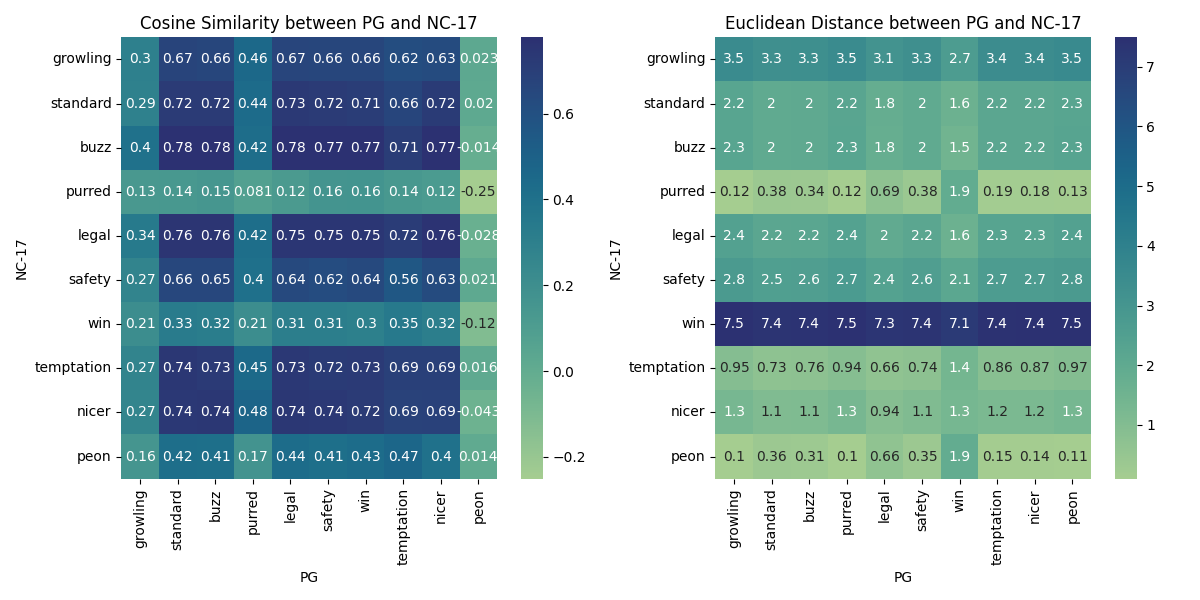 Cosine Similarity between PG and NC-17
growling 0.3 0.67 0.66 0.46 0.67 0.66 0.66 0.62 0.63 0.023
standard 0.29 0.72 0.72 0.44 0.73 0.72 0.71 0.66 0.72 0.02
buzz 0.4 0.78 0.78 0.42 0.78 0.77 0.77 0.71 0.77 -0.014
purred 0.13 0.14 0.15 0.081 0.12 0.16 0.16 0.14 0.12 -0.25
legal 0.34 0.76 0.76 0.42 0.75 0.75 0.75 0.72 0.76 -0.028
safety 0.27 0.66 0.65 0.4 0.64 0.62 0.64 0.56 0.63 0.021
win 0.21 0.33 0.32 0.21 0.31 0.31 0.3 0.35 0.32 -0.12
temptation 0.27 0.74 0.73 0.45 0.73 0.72 0.73 0.69 0.69 0.016
nicer 0.27 0.74 0.74 0.48 0.74 0.74 0.72 0.69 0.69 -0.043
peon 0.16 0.42 0.41 0.17 0.44 0.41 0.43 0.47 0.4 0.014
growling standard buzz purred legal safety win temptation nicer peon
PG
NC-17
0.6
0.4
0.2
0.0
−0.2
Euclidean Distance between PG and NC-17
growling 3.5 3.3 3.3 3.5 3.1 3.3 2.7 3.4 3.4 3.5
standard 2.2 2 2 2.2 1.8 2 1.6 2.2 2.2 2.3
buzz 2.3 2 2 2.3 1.8 2 1.5 2.2 2.2 2.3
purred 0.12 0.38 0.34 0.12 0.69 0.38 1.9 0.19 0.18 0.13
legal 2.4 2.2 2.2 2.4 2 2.2 1.6 2.3 2.3 2.4
safety 2.8 2.5 2.6 2.7 2.4 2.6 2.1 2.7 2.7 2.8
win 7.5 7.4 7.4 7.5 7.3 7.4 7.1 7.4 7.4 7.5
temptation 0.95 0.73 0.76 0.94 0.66 0.74 1.4 0.86 0.87 0.97
nicer 1.3 1.1 1.1 1.3 0.94 1.1 1.3 1.2 1.2 1.3
peon 0.1 0.36 0.31 0.1 0.66 0.35 1.9 0.15 0.14 0.11
growling standard buzz purred legal safety win temptation nicer peon
PG
NC-17
7
6
5
4
3
2
1